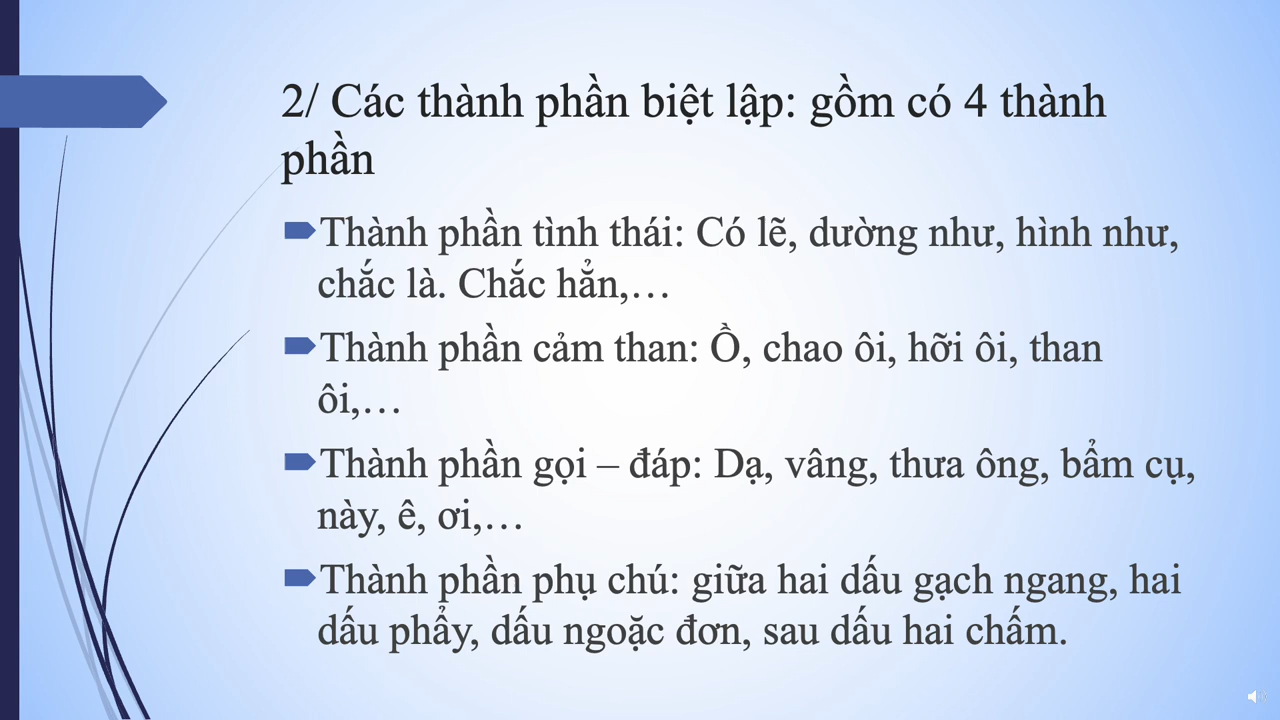 2/ Các thành phần biệt lập: gồm có 4 thành
phần
Thành phần tình thái: Có lẽ, dường như, hình như,
chắc là. Chắc hẳn,…
Thành phần cảm than: Ồ, chao ôi, hỡi ôi, than
ôi,…
Thành phần gọi – đáp: Dạ, vâng, thưa ông, bẩm cụ,
này, ê, ơi,…
Thành phần phụ chú: giữa hai dấu gạch ngang, hai
dấu phẩy, dấu ngoặc đơn, sau dấu hai chấm.